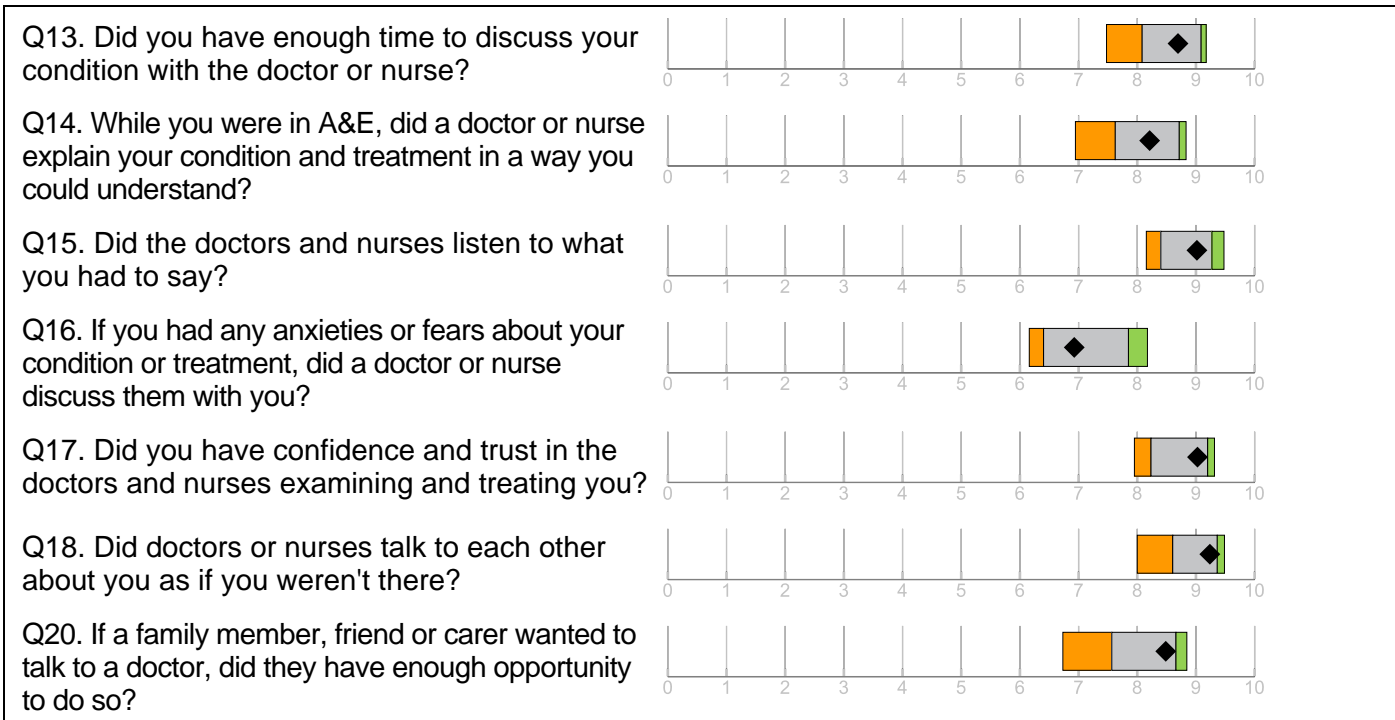 Q13. Did you have enough time to discuss your
condition with the doctor or nurse?
0 1 2 3 4 5 6 7 8 9 10
Q14. While you were in A&E, did a doctor or nurse
explain your condition and treatment in a way you
could understand?
0 1 2 3 4 5 6 7 8 9 10
Q15. Did the doctors and nurses listen to what
you had to say?
0 1 2 3 4 5 6 7 8 9 10
Q16. If you had any anxieties or fears about your
condition or treatment, did a doctor or nurse
discuss them with you?
0 1 2 3 4 5 6 7 8 9 10
Q17. Did you have confidence and trust in the
doctors and nurses examining and treating you?
0 1 2 3 4 5 6 7 8 9 10
Q18. Did doctors or nurses talk to each other
about you as if you weren't there?
0 1 2 3 4 5 6 7 8 9 10
Q20. If a family member, friend or carer wanted to
talk to a doctor, did they have enough opportunity
to do so?
0 1 2 3 4 5 6 7 8 9 10